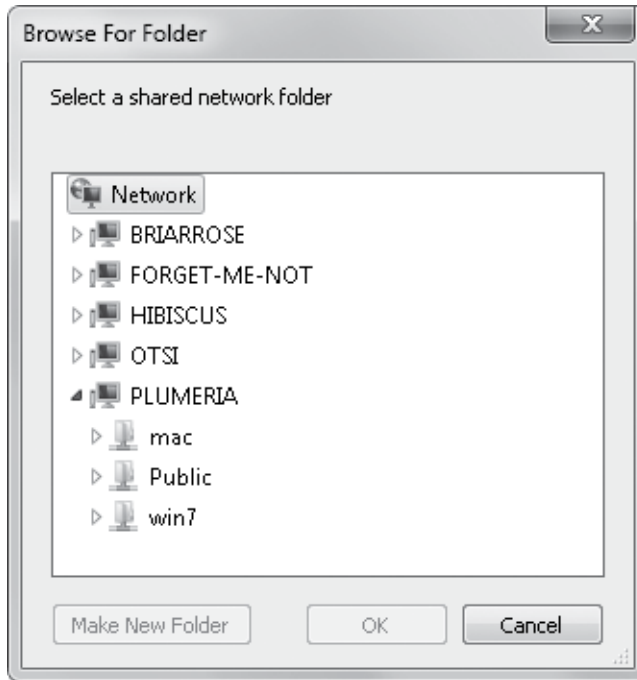 Browse For Folder
Select a shared network folder
Network
BRIARROSE
FORGET-ME-NOT
HIBISCUS
OTSI
PLUMERIA
mac
Public
win7
Make New Folder OK Cancel